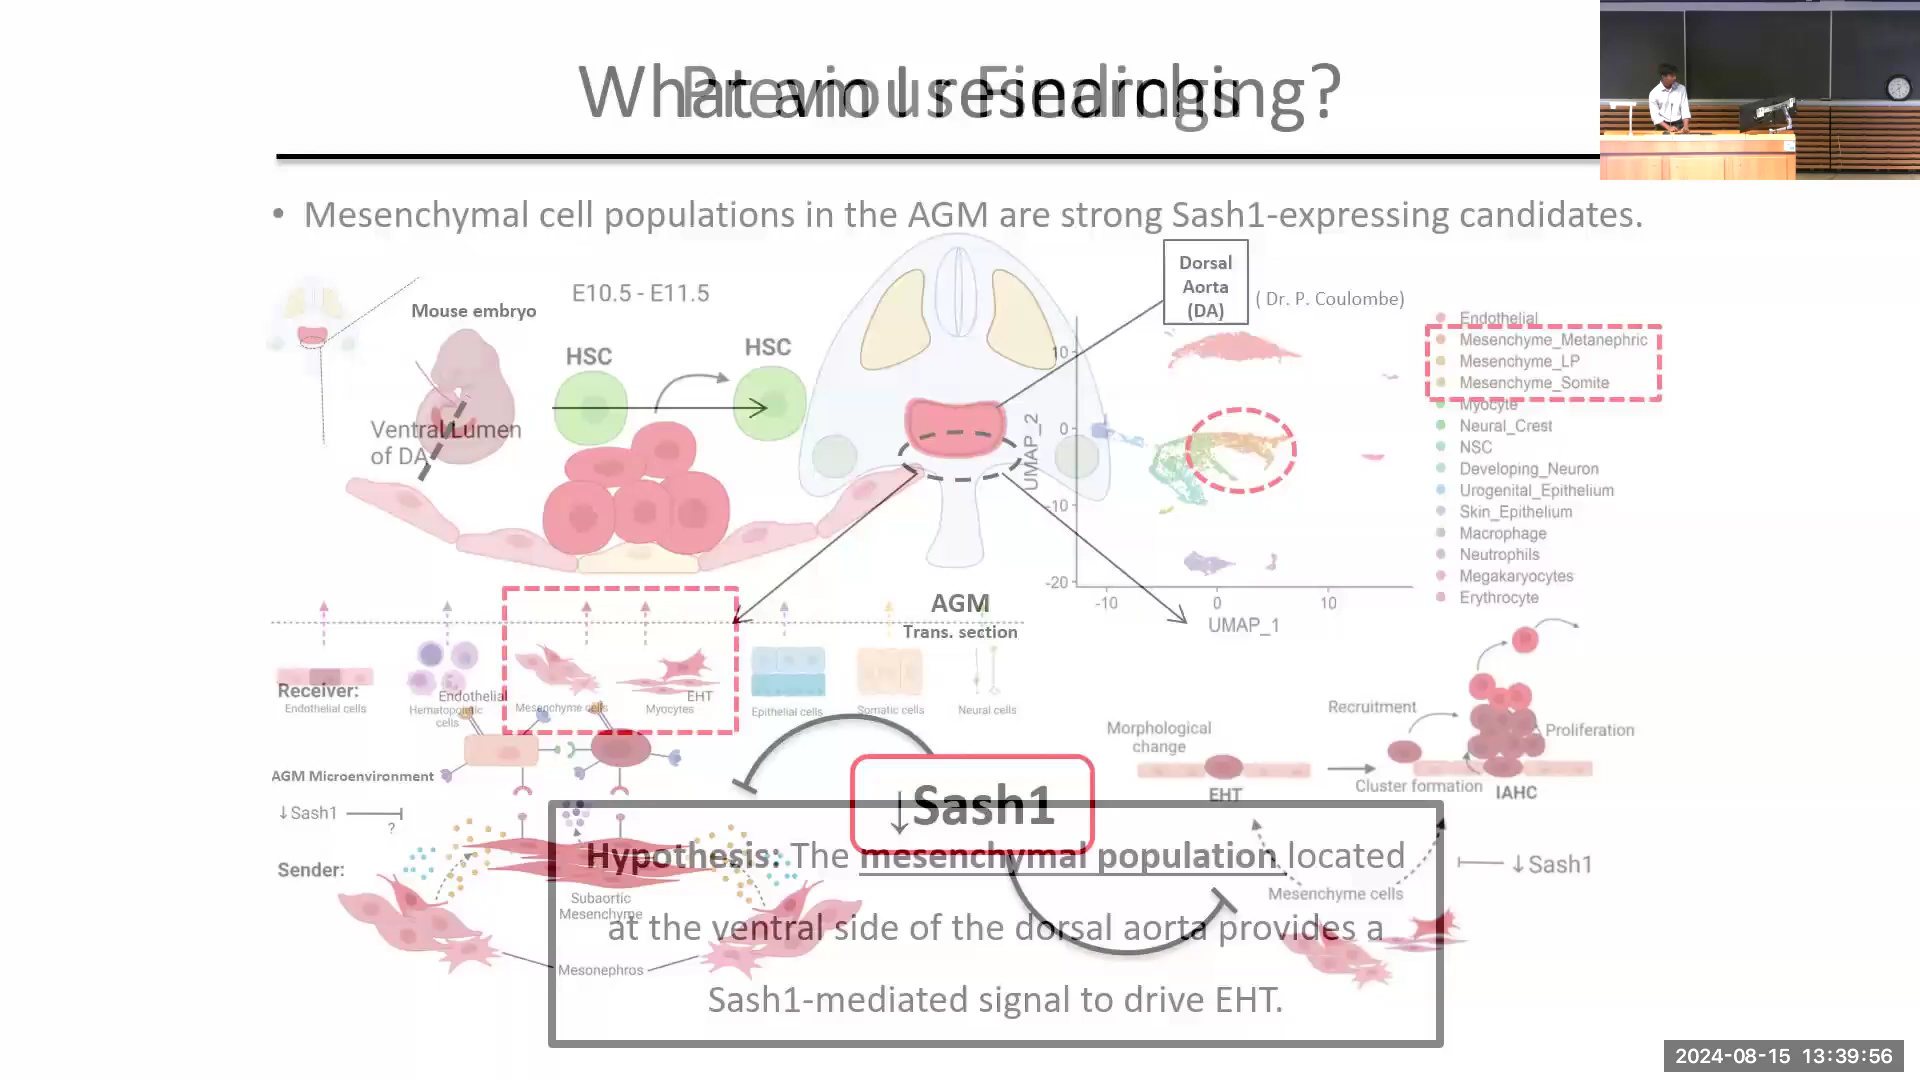 What am I researching?
Previous Findings
• Mesenchymal cell populations in the AGM are strong Sash1-expressing candidates.
Mouse embryo
E10.5 - E11.5
HSC
HSC
Dorsal
Aorta
(DA)
( Dr. P. Coulombe)
Ventral Lumen
of DA
UMAP_2
10
0
-10
-20
-10
0
10
UMAP_1
Endothelial
Mesenchyme_Metanephric
Mesenchyme_LP
Mesenchyme_Somite
Myocyte
Neural_Crest
NSC
Developing_Neuron
Urogenital_Epithelium
Skin_Epithelium
Macrophage
Neutrophils
Megakaryocytes
Erythrocyte
AGM
Trans. section
Receiver:
Endothelial
EHT
Endothelial cells
Hematopoietic
cells
Mesenchyme cells
Myocytes
Epithelial cells
Somatic cells
Neural cells
AGM Microenvironment
↓Sash1
?
Sender:
Subaortic
Mesenchyme
Mesonephros
↓Sash1
Morphological
change
EHT
Recruitment
Proliferation
Cluster formation
IAHC
Mesenchyme cells
↓Sash1
Hypothesis: The mesenchymal population located
at the ventral side of the dorsal aorta provides a
Sash1-mediated signal to drive EHT.
2024-08-15 13:39:56